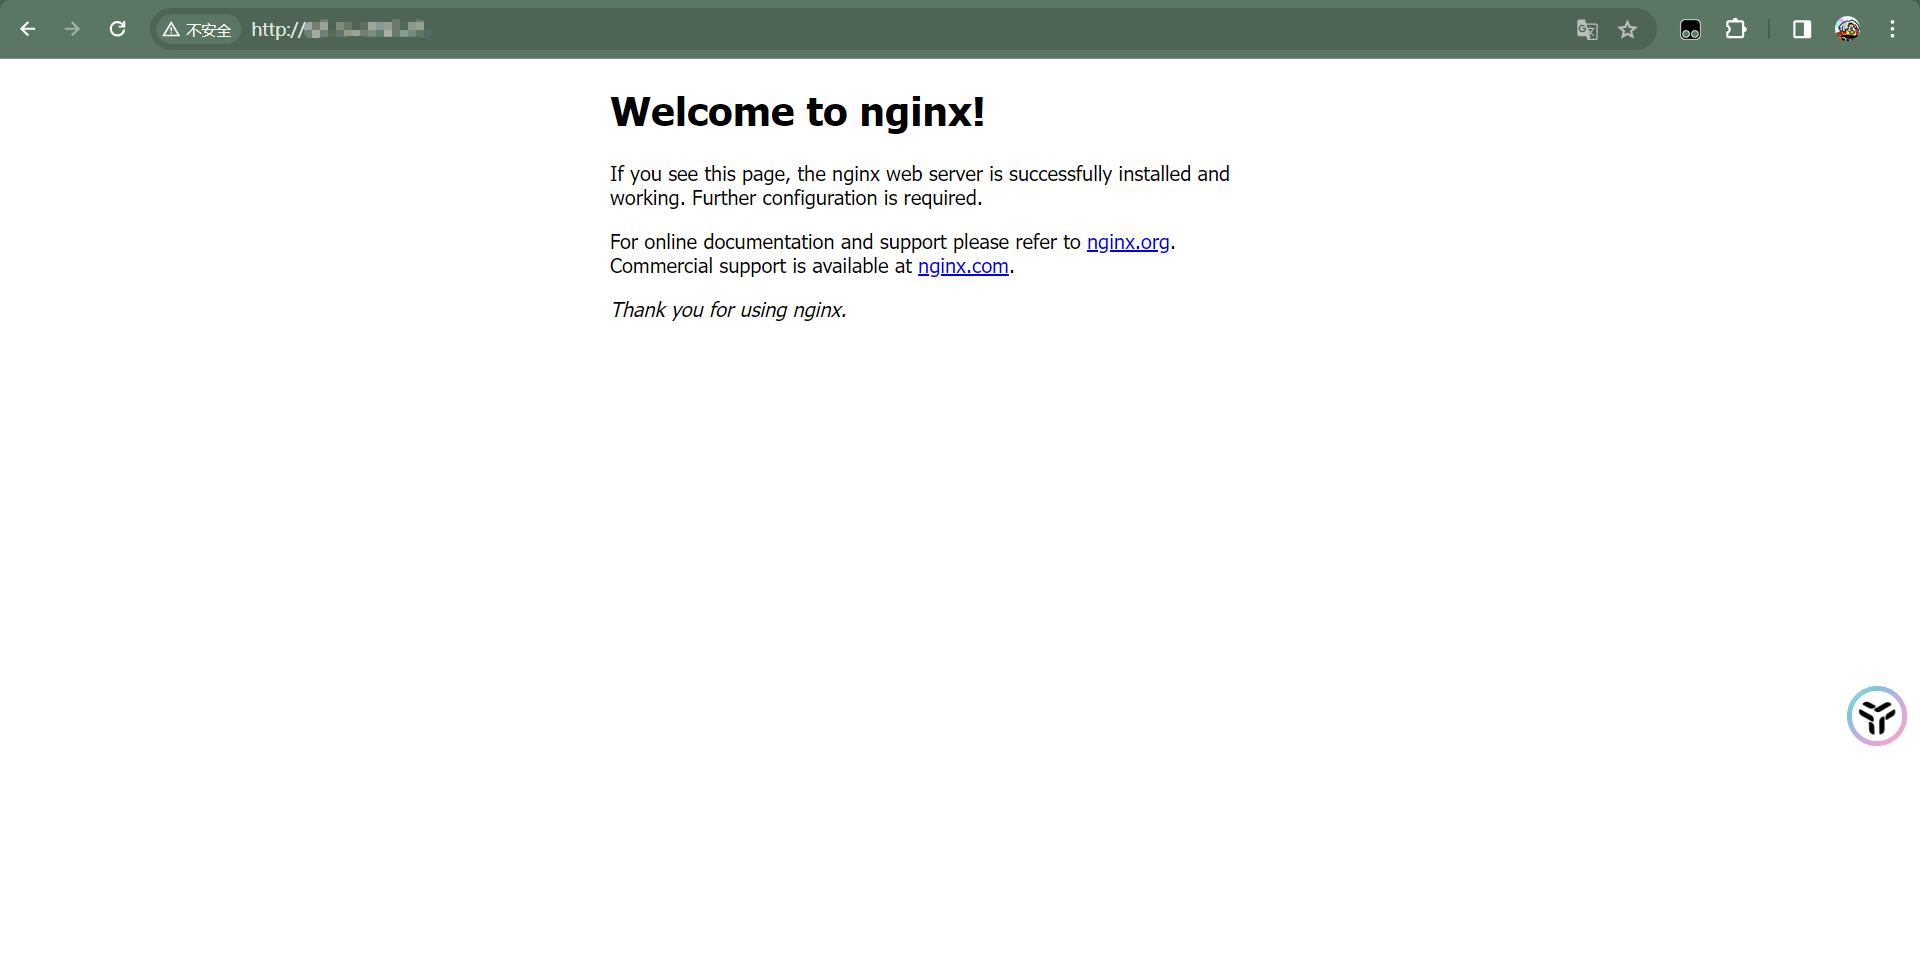 不安全 http://
Welcome to nginx!
If you see this page, the nginx web server is successfully installed and
working. Further configuration is required.
For online documentation and support please refer to nginx.org.
Commercial support is available at nginx.com.
Thank you for using nginx.